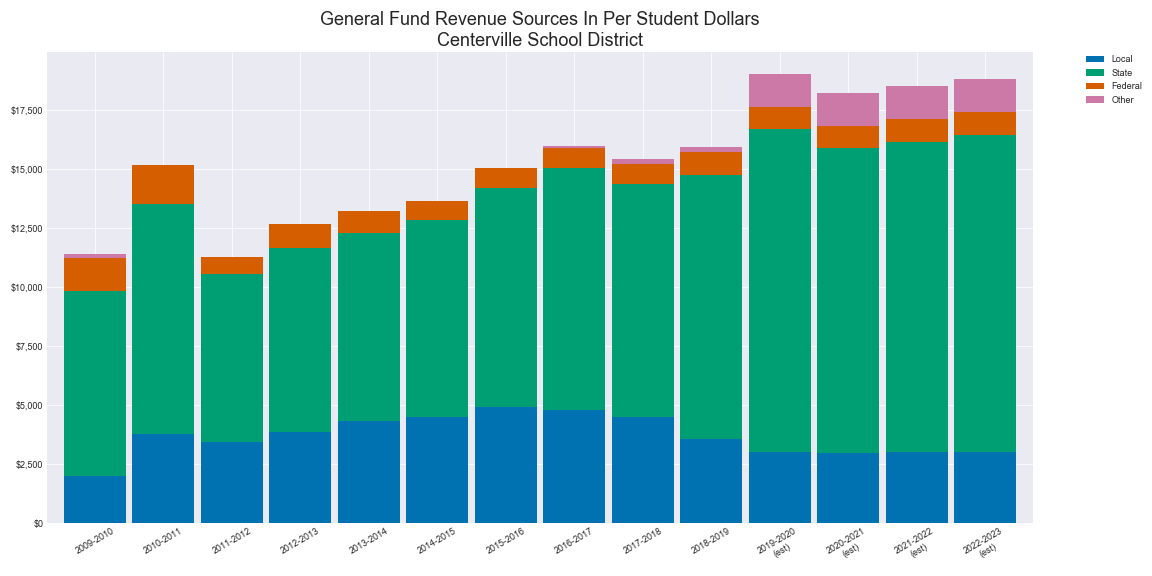 General Fund Revenue Sources In Per Student Dollars
Centerville School District
Local
State
Federal
Other
$17,500
$15,000
$12,500
$10,000
$7,500
$5,000
$2,500
$0
2009-2010
2010-2011
2011-2012
2012-2013
2013-2014
2014-2015
2015-2016
2016-2017
2017-2018
2018-2019
2019-2020
(est)
2020-2021
(est)
2021-2022
(est)
2022-2023
(est)